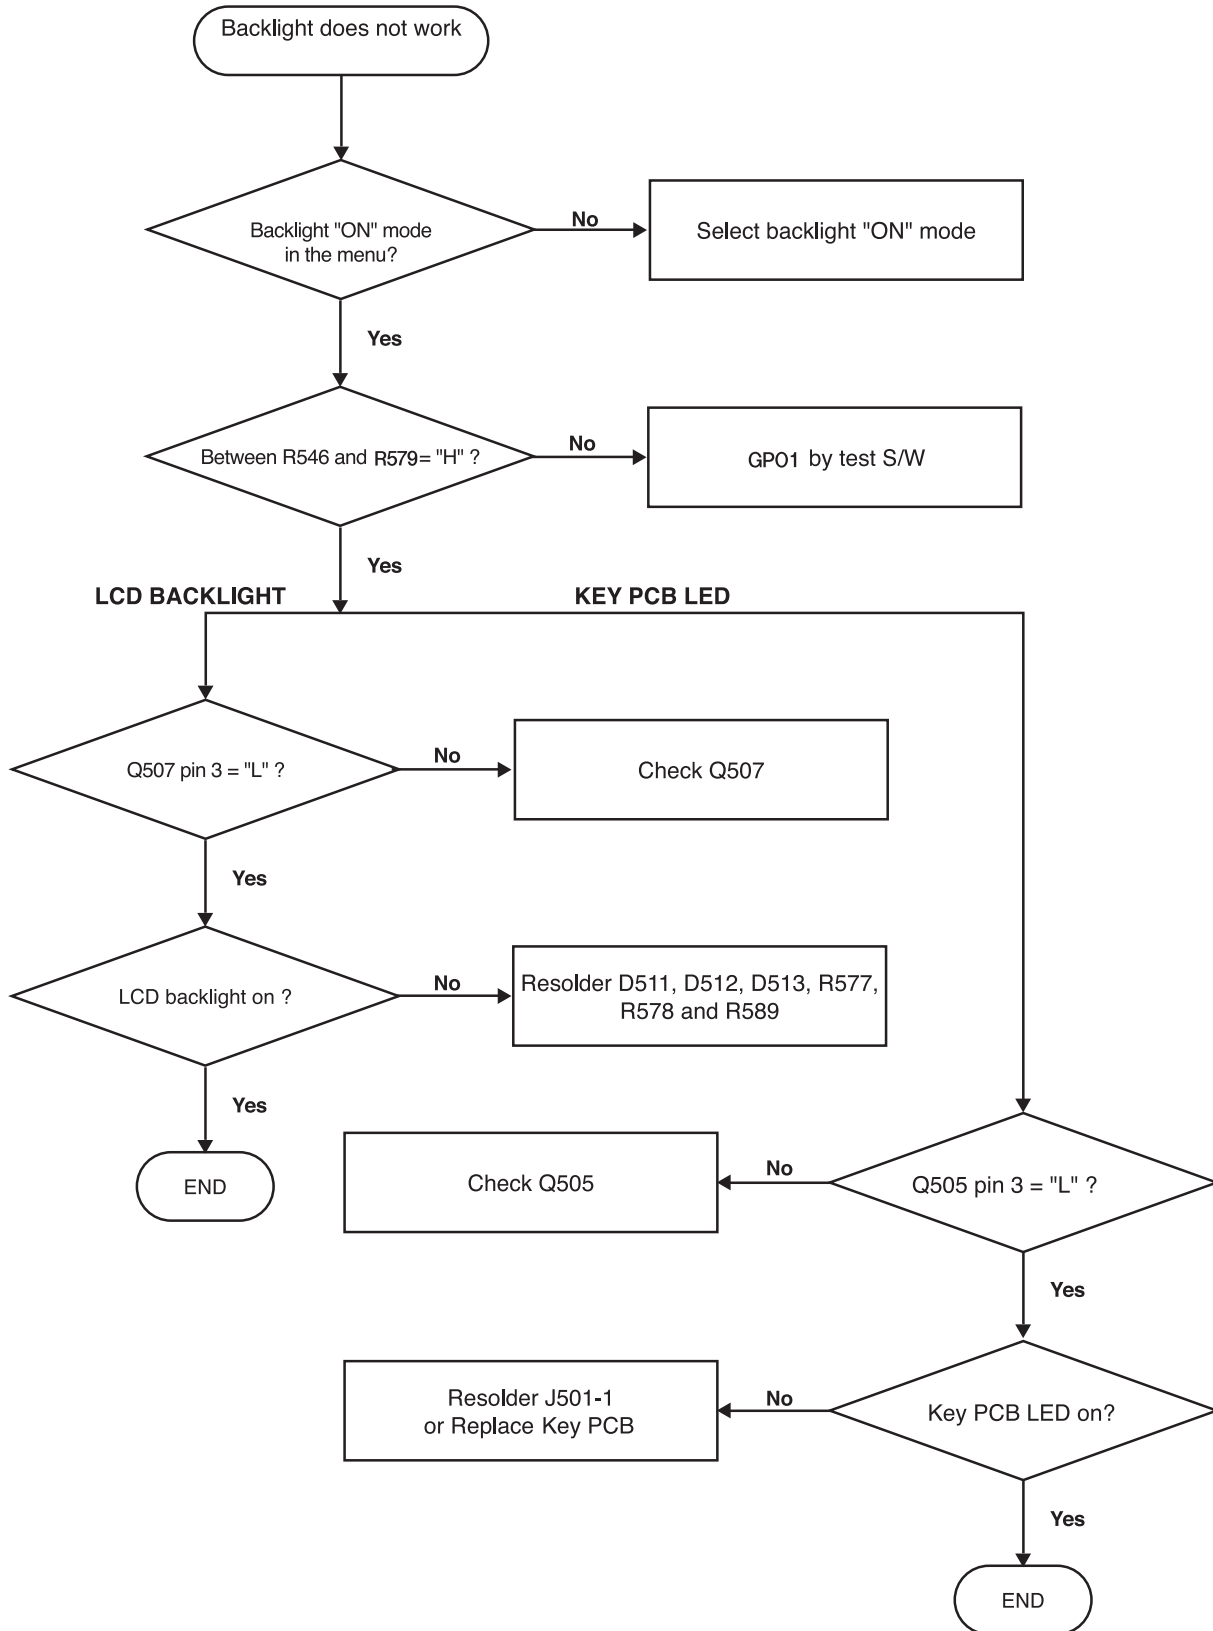 Backlight does not work
Backlight "ON" mode
in the menu?
No
Select backlight "ON" mode
Yes
Between R546 and R579= "H" ?
No
GPO1 by test S/W
Yes
LCD BACKLIGHT
KEY PCB LED
Q507 pin 3 = "L" ?
No
Check Q507
Yes
LCD backlight on ?
No
Resolder D511, D512, D513, R577,
R578 and R589
Yes
END
Q505 pin 3 = "L" ?
No
Check Q505
Yes
Key PCB LED on?
No
Resolder J501-1
or Replace Key PCB
Yes
END